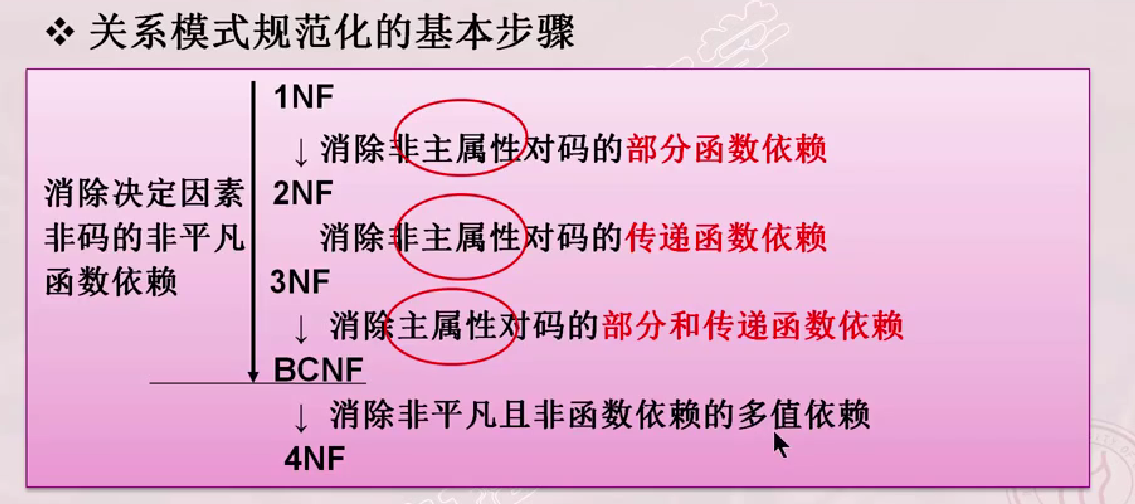 ❖ 关系模式规范化的基本步骤
1NF
↓ 消除非主属性对码的部分函数依赖
消除决定因素
2NF
非码的非平凡
消除非主属性对码的传递函数依赖
函数依赖
3NF
↓ 消除主属性对码的部分和传递函数依赖
BCNF
↓ 消除非平凡且非函数依赖的多值依赖
4NF